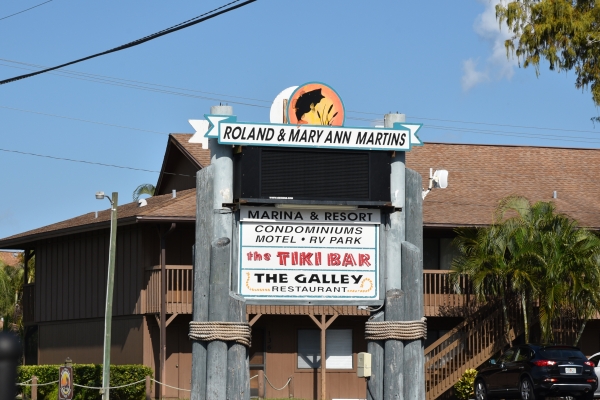 ROLAND & MARY ANN MARTINS
MARINA & RESORT
CONDOMINIUMS
MOTEL • RV PARK
the TIKI BAR
THE GALLEY
RESTAURANT